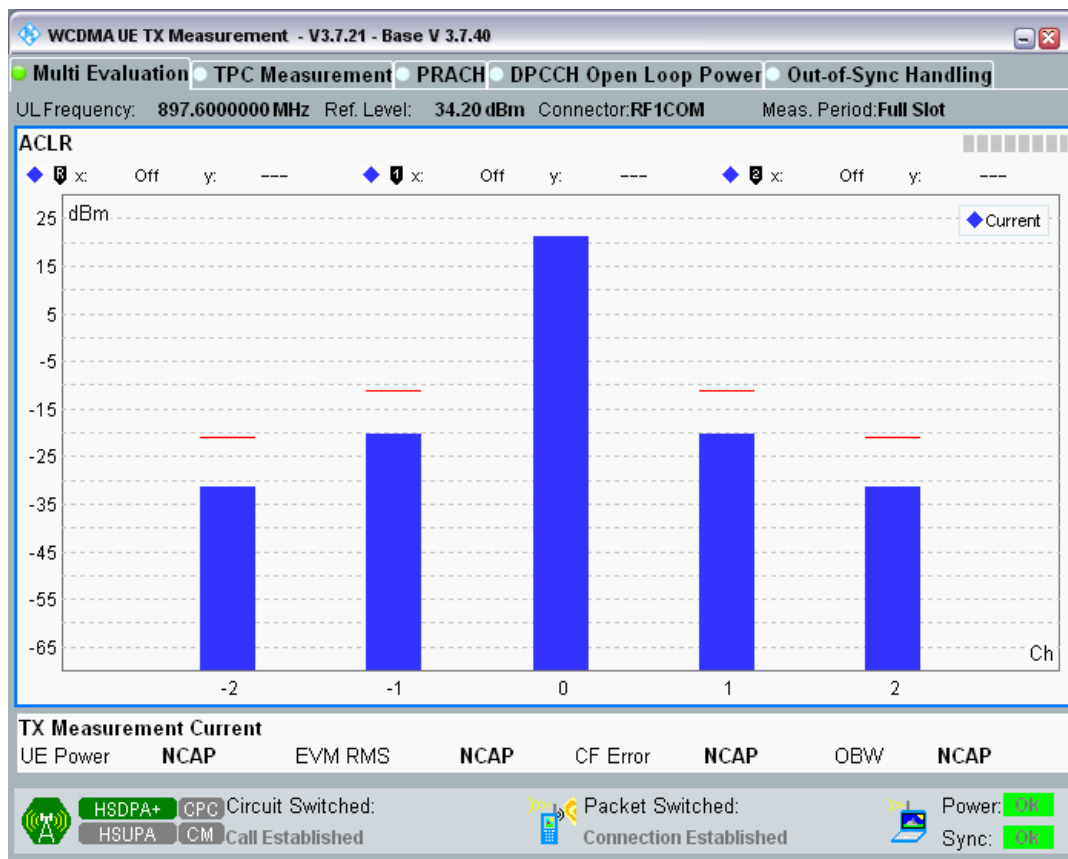 WCDMA UE TX Measurement - V3.7.21 - Base V 3.7.40
Multi Evaluation TPC Measurement PRACH DPCCH Open Loop Power Out-of-Sync Handling
UL Frequency: 897.6000000 MHz Ref. Level: 34.20 dBm Connector:RF1COM Meas. Period:Full Slot
ACLR
R x: Off y: --- 1 x: Off y: --- 2 x: Off y: ---
dBm
Current
25
15
5
-5
-15
-25
-35
-45
-55
-65
Ch
-2 -1 0 1 2
TX Measurement Current
UE Power NCAP EVM RMS NCAP CF Error NCAP OBW NCAP
HSDPA+ CPC Circuit Switched: Packet Switched: Power: OK
HSUPA CM Call Established Connection Established Sync: OK